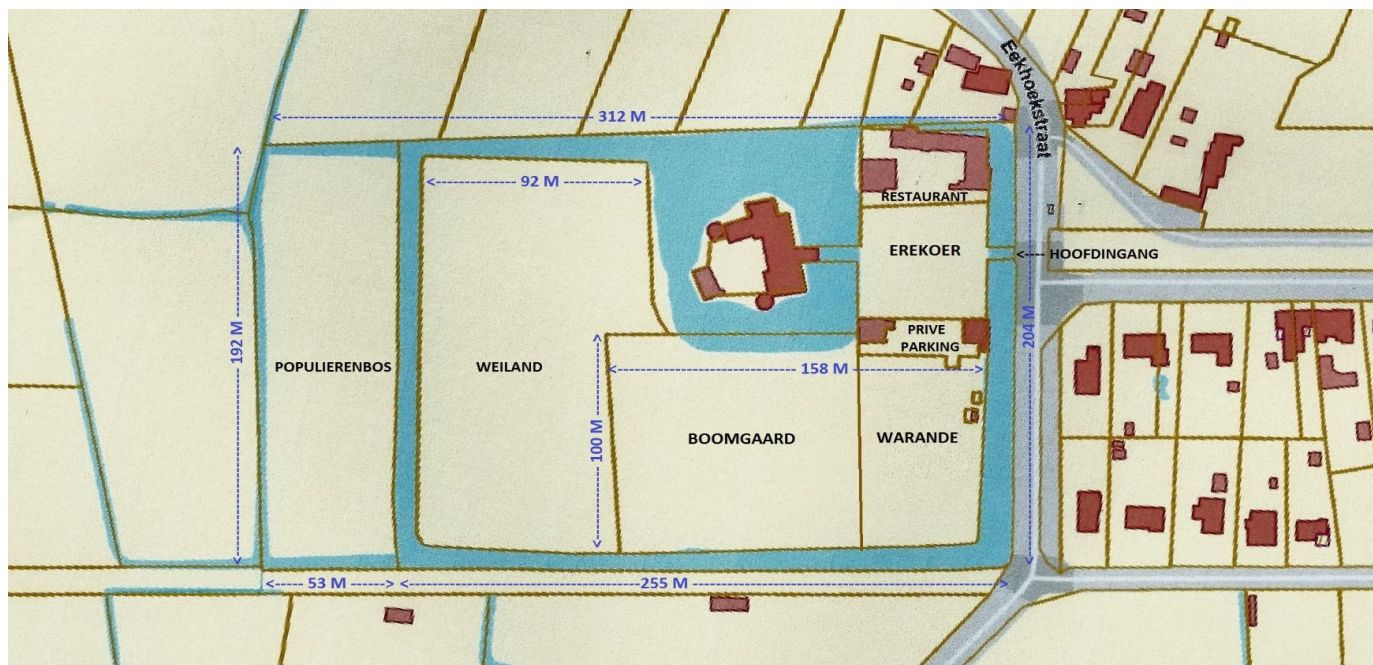 Eekhoekstraat
312 M
92 M
RESTAURANT
EREKOER
HOOFDINGANG
192 M
204 M
PRIVE
PARKING
POPULIERENBOS
WEILAND
158 M
100 M
BOOMGAARD
WARANDE
53 M
255 M